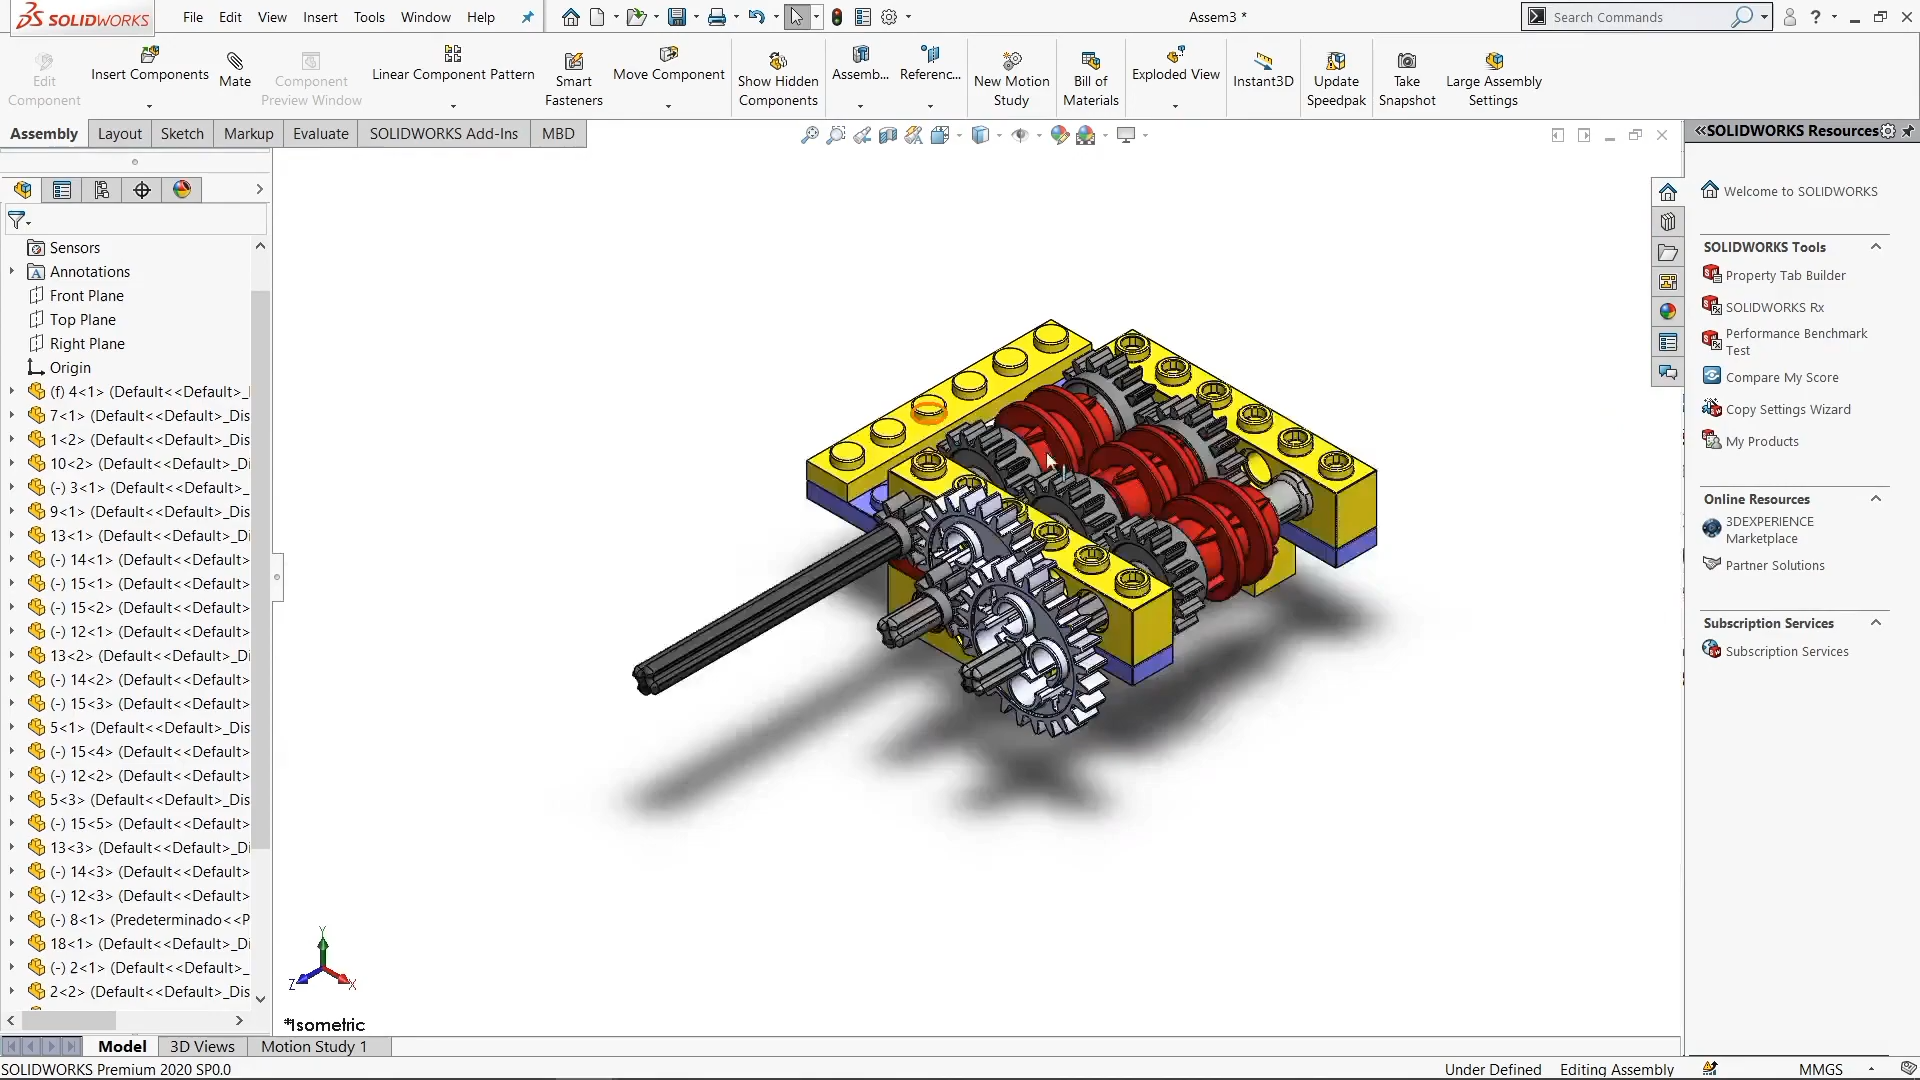 SOLIDWORKS
File Edit View Insert Tools Window Help
Assem3 *
Search Commands
Edit Component
Insert Components
Mate
Component Preview Window
Linear Component Pattern
Smart Fasteners
Move Component
Show Hidden Components
Assemb...
Referenc...
New Motion Study
Bill of Materials
Exploded View
Instant3D
Update Speedpak
Take Snapshot
Large Assembly Settings
Assembly Layout Sketch Markup Evaluate SOLIDWORKS Add-Ins MBD
Sensors
Annotations
Front Plane
Top Plane
Right Plane
Origin
(f) 4<1> (Default<<Default>_
7<1> (Default<<Default>_Dis
1<2> (Default<<Default>_Dis
10<2> (Default<<Default>_Di
(-) 3<1> (Default<<Default>_
9<1> (Default<<Default>_Dis
13<1> (Default<<Default>_Di
(-) 14<1> (Default<<Default>
(-) 15<1> (Default<<Default>
(-) 15<2> (Default<<Default>
(-) 12<1> (Default<<Default>
13<2> (Default<<Default>_Di
(-) 14<2> (Default<<Default>
(-) 15<3> (Default<<Default>
5<1> (Default<<Default>_Dis
(-) 15<4> (Default<<Default>
(-) 12<2> (Default<<Default>
5<3> (Default<<Default>_Dis
(-) 15<5> (Default<<Default>
13<3> (Default<<Default>_Di
(-) 14<3> (Default<<Default>
(-) 12<3> (Default<<Default>
(-) 8<1> (Predeterminado<<P
18<1> (Default<<Default>_Di
(-) 2<1> (Default<<Default>_
2<2> (Default<<Default>_Dis
Y
Z
X
*Isometric
SOLIDWORKS Resources
Welcome to SOLIDWORKS
SOLIDWORKS Tools
Property Tab Builder
SOLIDWORKS Rx
Performance Benchmark
Test
Compare My Score
Copy Settings Wizard
My Products
Online Resources
3DEXPERIENCE
Marketplace
Partner Solutions
Subscription Services
Subscription Services
Model 3D Views Motion Study 1
SOLIDWORKS Premium 2020 SP0.0
Under Defined Editing Assembly MMGS